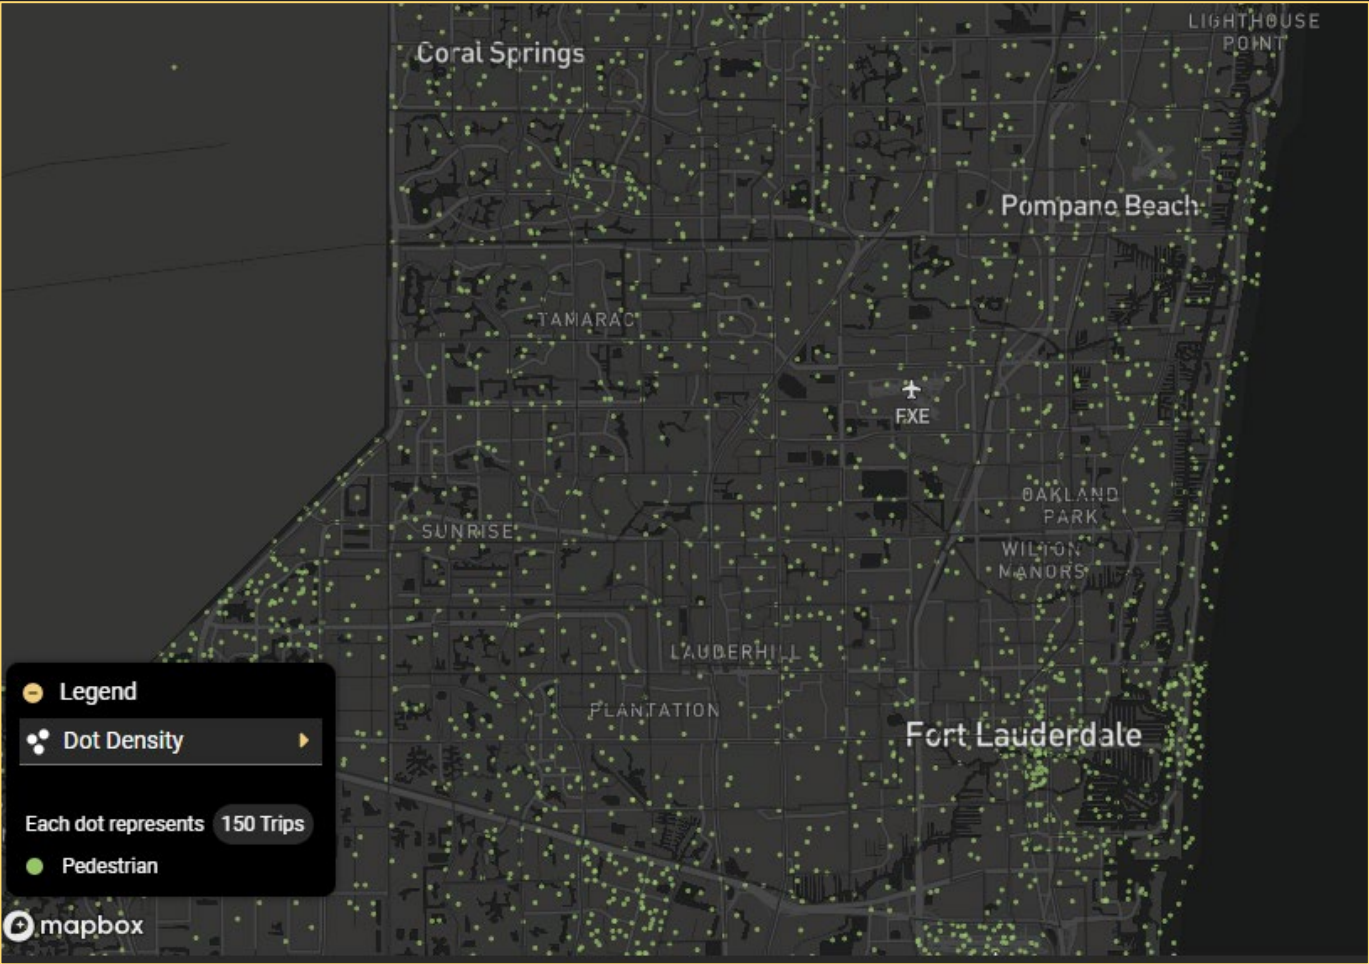 LIGHTHOUSE
POINT
Coral Springs
Pompano Beach
TAMARAC
FXE
OAKLAND
PARK
SUNRISE
WILTON
MANORS
LAUDERHILL
PLANTATION
Fort Lauderdale
Legend
Dot Density
Each dot represents 150 Trips
Pedestrian
mapbox